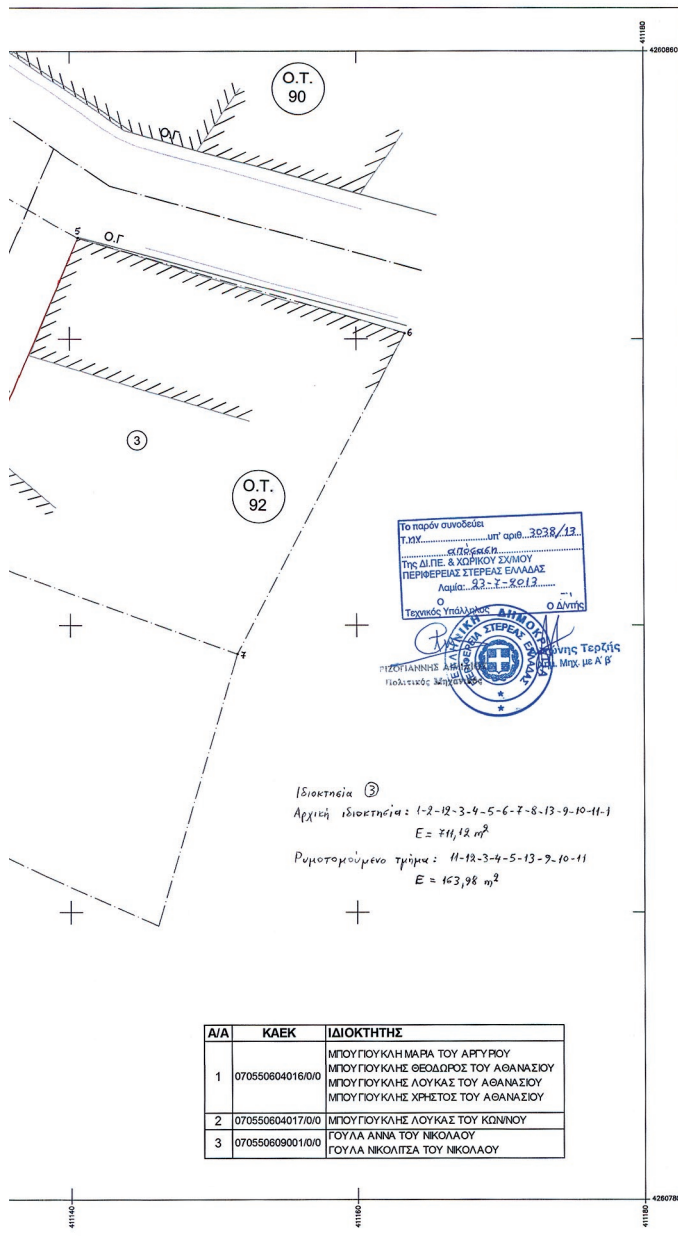 411180
4260860
Ο.Τ.
90
Ο.Γ
5
Ο.Γ
6
3
Ο.Τ.
92
Το παρόν συνοδεύει
υπ' αριθ. 3038/13
απόφαση
Της ΔΙ.ΠΕ. & ΧΩΡΙΚΟΥ ΣΧ/ΜΟΥ
ΠΕΡΙΦΕΡΕΙΑΣ ΣΤΕΡΕΑΣ ΕΛΛΑΔΑΣ
Λαμία: 23-7-2013
Ο
Τεχνικός Υπάλληλος
Ο Δ/ντής
ΕΛΛΗΝΙΚΗ ΔΗΜΟΚΡΑΤΙΑ
ΠΕΡΙΦΕΡΕΙΑ ΣΤΕΡΕΑΣ ΕΛΛΑΔΑΣ
Τερζής
Μηχ. με Α΄ β΄
Πολιτικός Μηχανικός
7
Ιδιοκτησία 3
Αρχική ιδιοκτησία: 1-2-12-3-4-5-6-7-8-13-9-10-11-1
Ε = 711,12 m²
Ρυμοτομούμενο τμήμα: 11-12-3-4-5-13-9-10-11
Ε = 163,98 m²
Α/Α ΚΑΕΚ ΙΔΙΟΚΤΗΤΗΣ
1 070550604016/0/0
ΜΠΟΥΓΙΟΥΚΛΗ ΜΑΡΙΑ ΤΟΥ ΑΡΓΥΡΙΟΥ
ΜΠΟΥΓΙΟΥΚΛΗΣ ΘΕΟΔΩΡΟΣ ΤΟΥ ΑΘΑΝΑΣΙΟΥ
ΜΠΟΥΓΙΟΥΚΛΗΣ ΛΟΥΚΑΣ ΤΟΥ ΑΘΑΝΑΣΙΟΥ
ΜΠΟΥΓΙΟΥΚΛΗΣ ΧΡΗΣΤΟΣ ΤΟΥ ΑΘΑΝΑΣΙΟΥ
2 070550604017/0/0 ΜΠΟΥΓΙΟΥΚΛΗΣ ΛΟΥΚΑΣ ΤΟΥ ΚΩΝ/ΝΟΥ
3 070550609001/0/0
ΓΟΥΛΑ ΑΝΝΑ ΤΟΥ ΝΙΚΟΛΑΟΥ
ΓΟΥΛΑ ΝΙΚΟΛΙΤΣΑ ΤΟΥ ΝΙΚΟΛΑΟΥ
4260780
411140
411160
411180